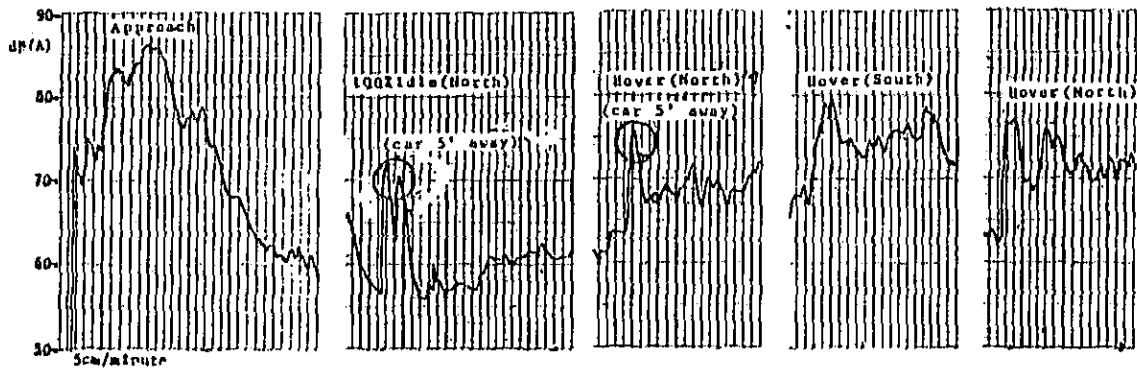 90
Approach
dB(A)
80
70
60
50
5cm/minute
100%Idle(North)
(car 5' away)
Hover(North)
(car 5' away)
Hover(South)
Hover(North)